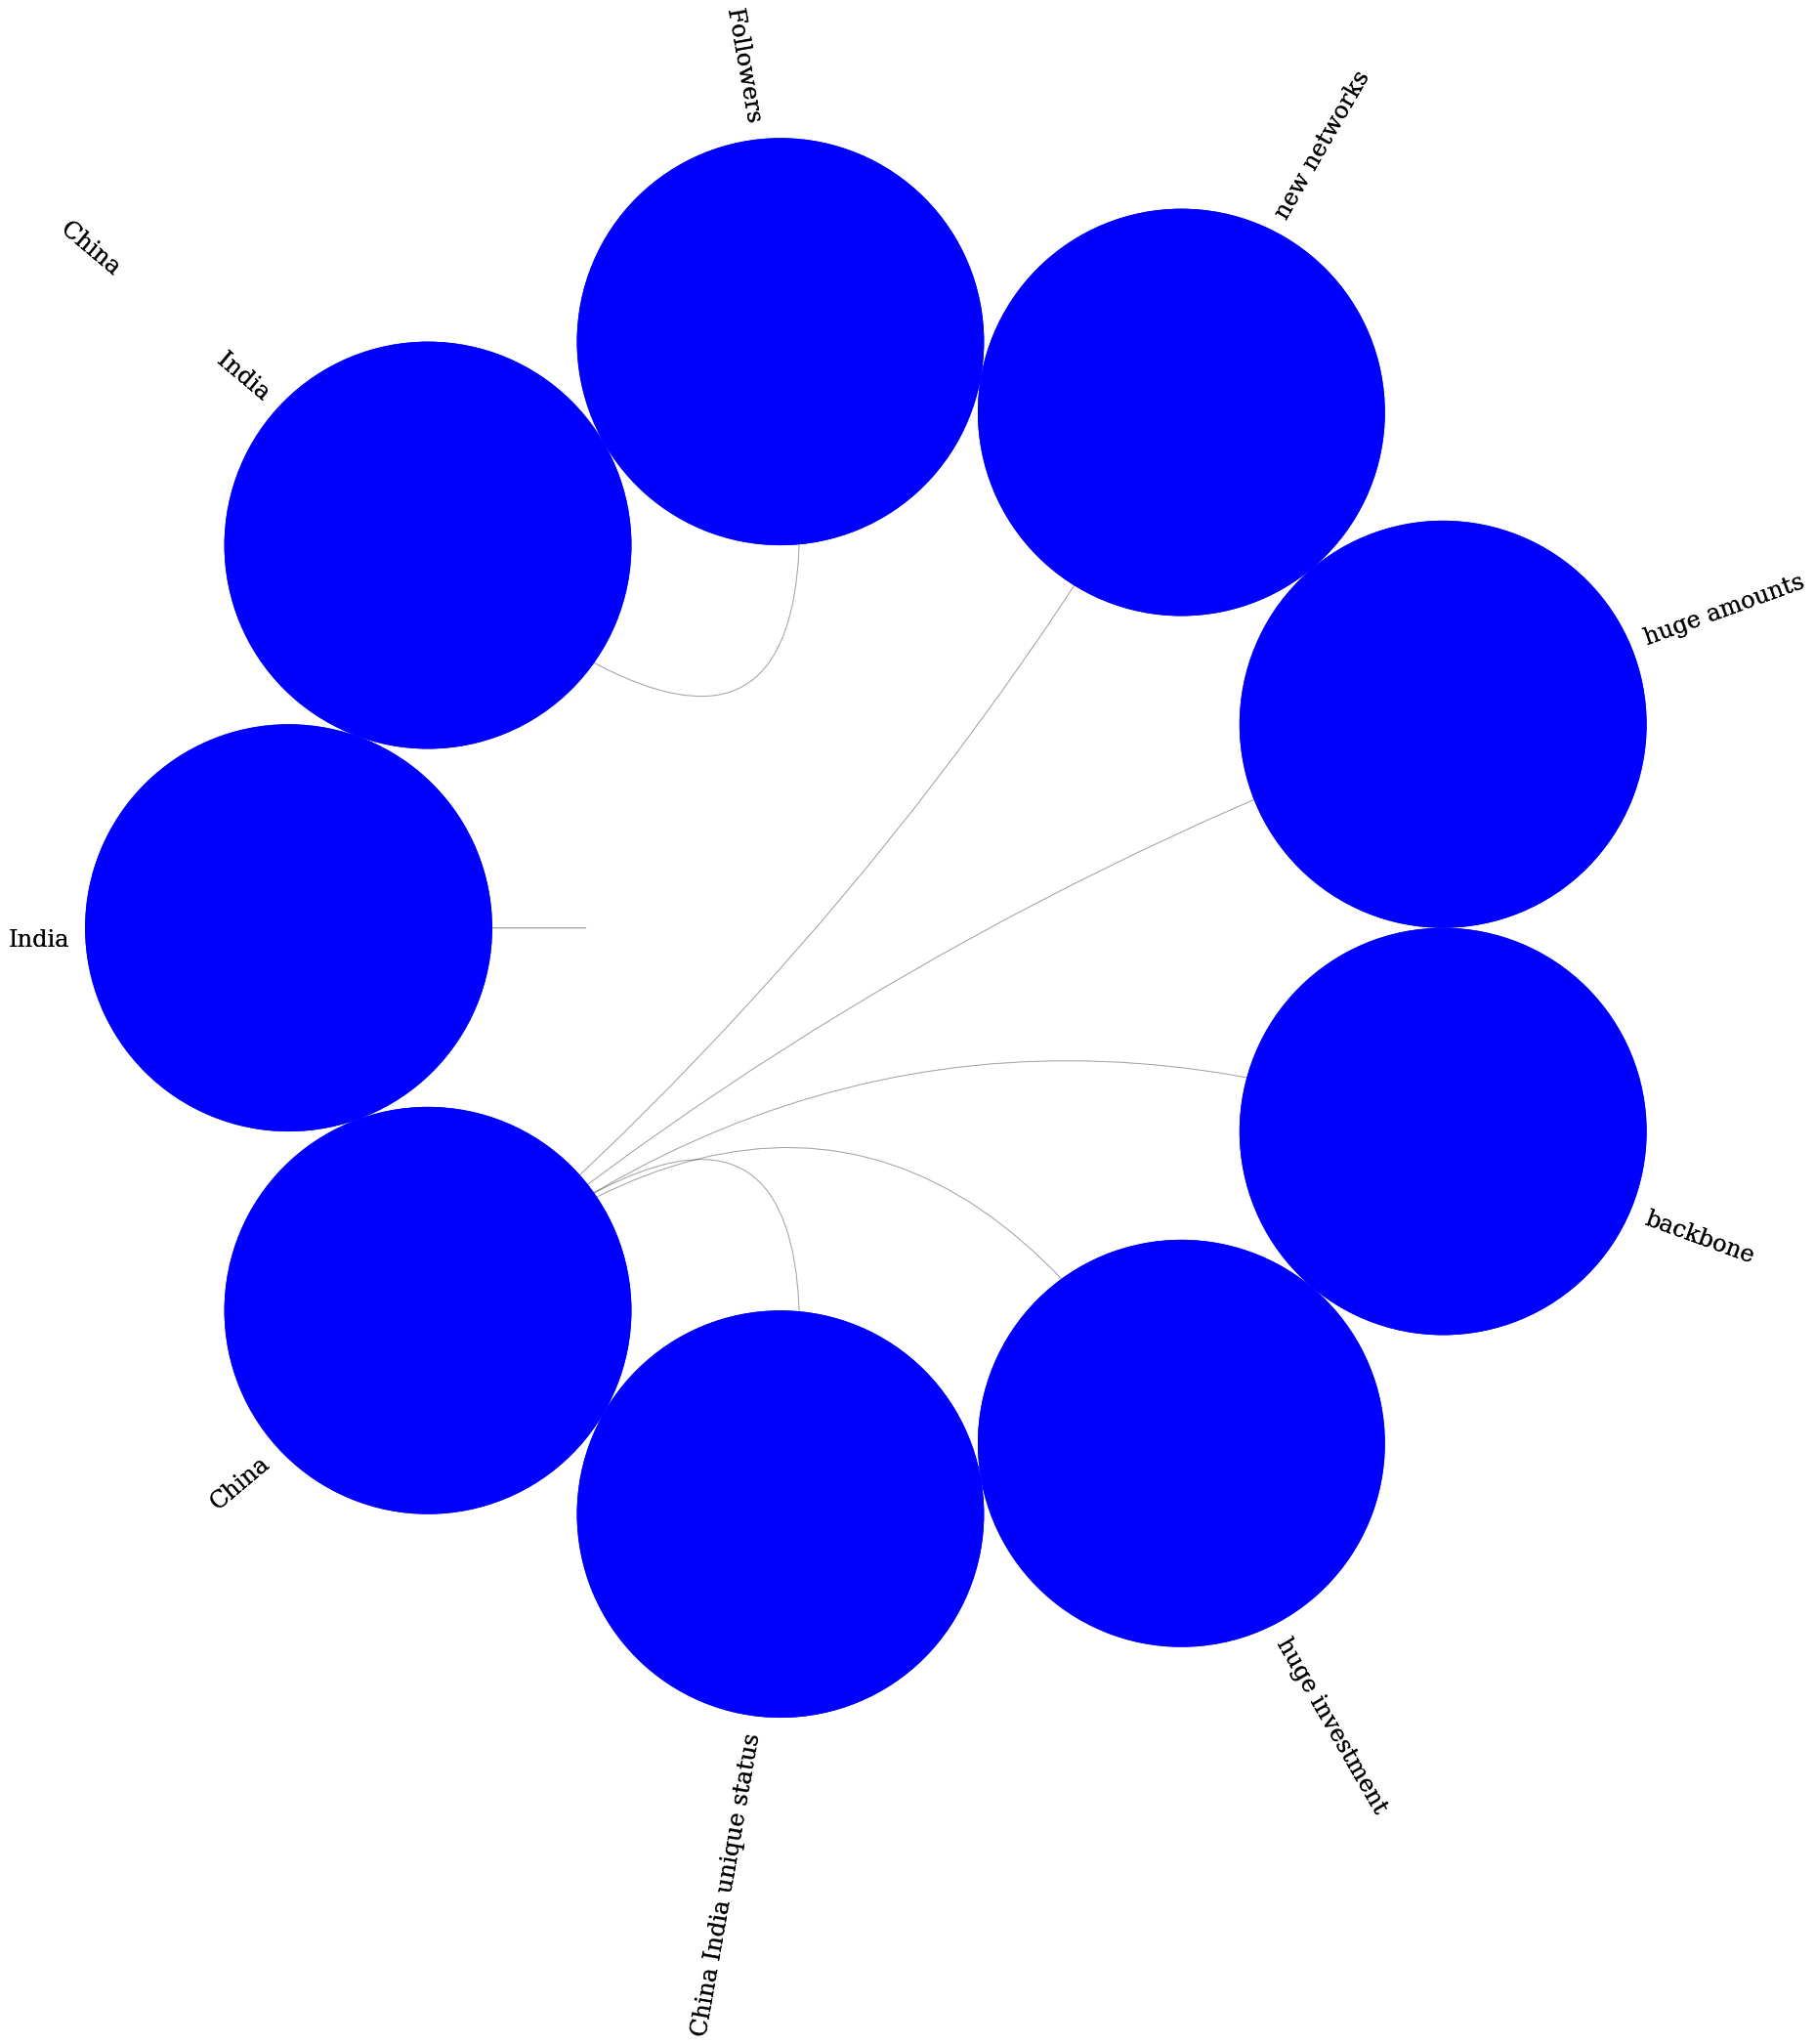 Followers
new networks
China
India
huge amounts
India
backbone
China
huge investment
China India unique status